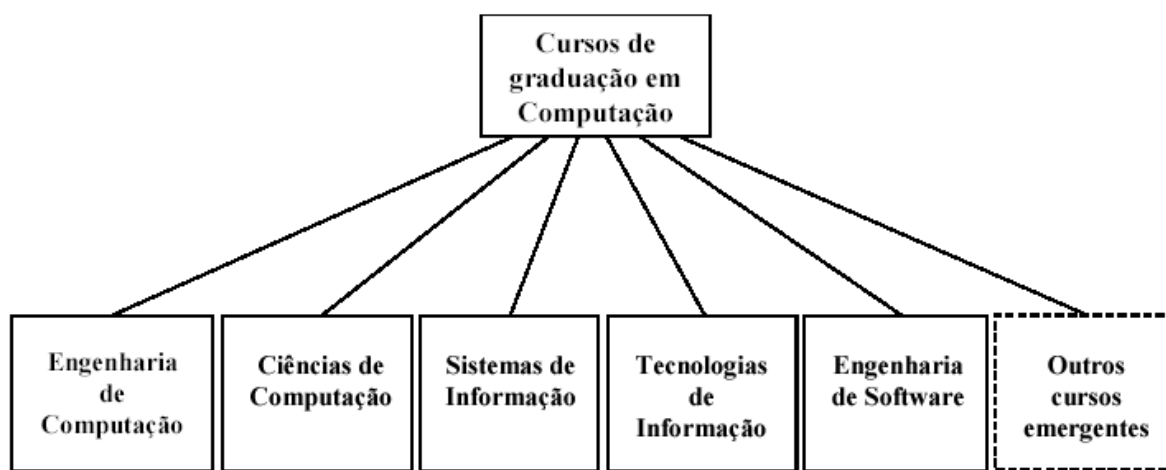 Cursos de
graduação em
Computação
Engenharia
de
Computação
Ciências de
Computação
Sistemas de
Informação
Tecnologias
de
Informação
Engenharia
de Software
Outros
cursos
emergentes